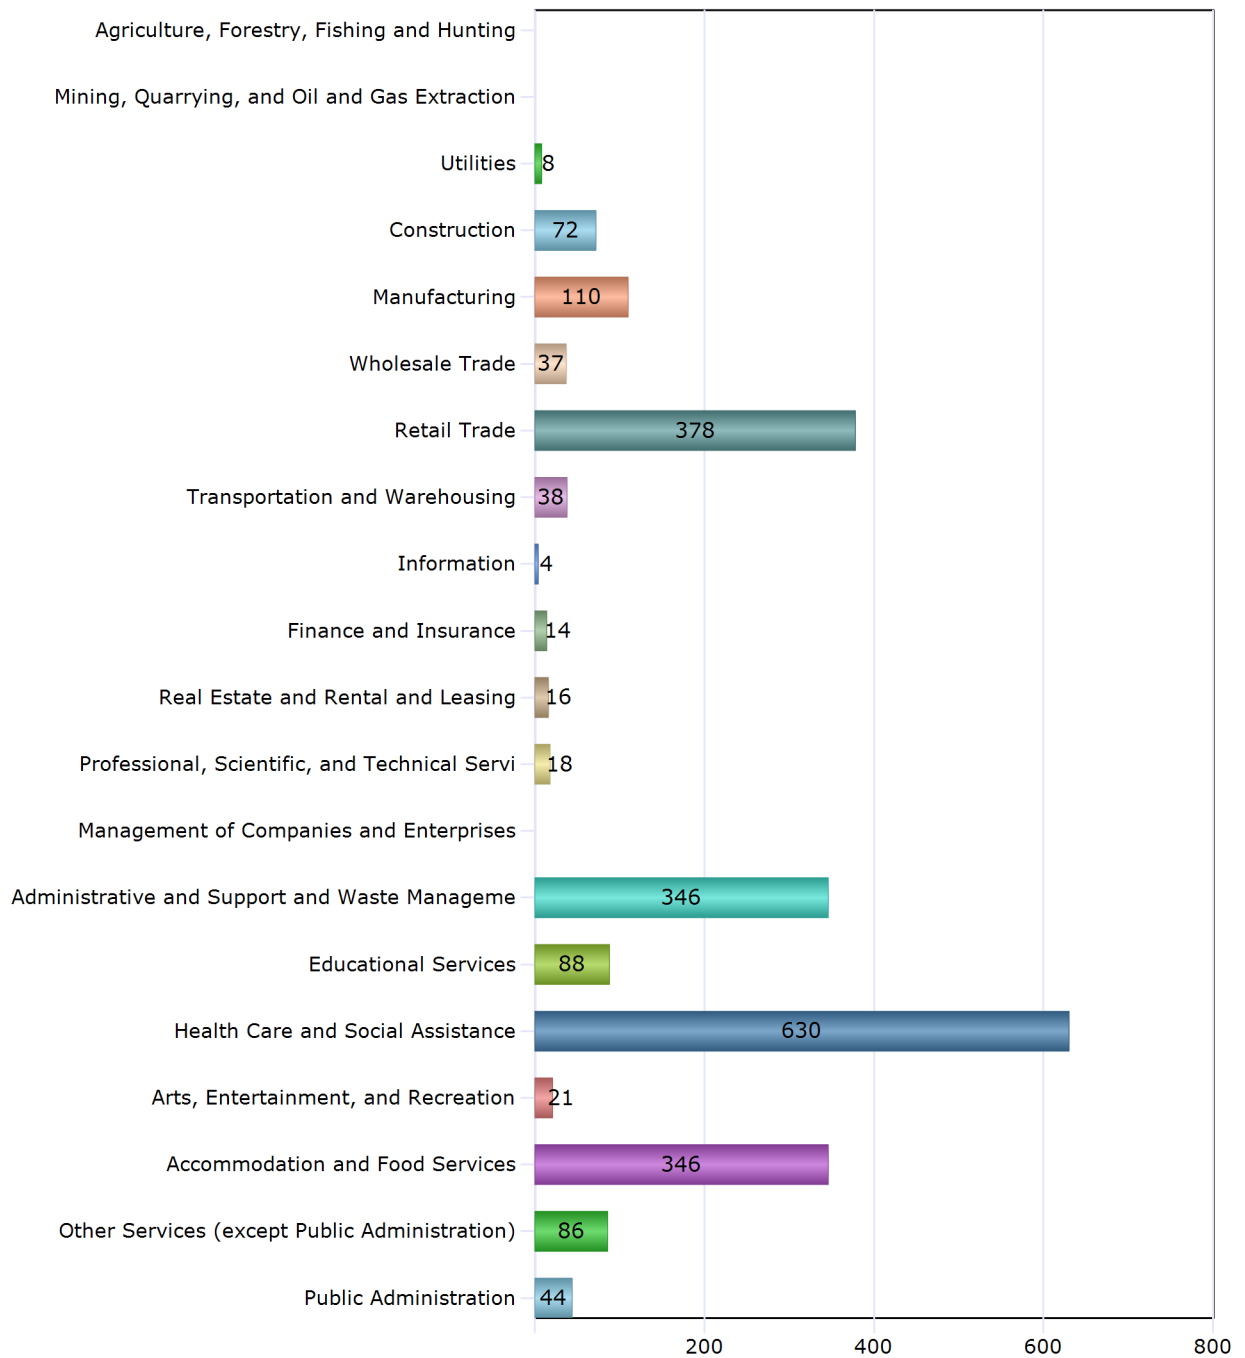 Agriculture, Forestry, Fishing and Hunting
Mining, Quarrying, and Oil and Gas Extraction
Utilities 8
Construction 72
Manufacturing 110
Wholesale Trade 37
Retail Trade 378
Transportation and Warehousing 38
Information 4
Finance and Insurance 14
Real Estate and Rental and Leasing 16
Professional, Scientific, and Technical Servi 18
Management of Companies and Enterprises
Administrative and Support and Waste Manageme 346
Educational Services 88
Health Care and Social Assistance 630
Arts, Entertainment, and Recreation 21
Accommodation and Food Services 346
Other Services (except Public Administration) 86
Public Administration 44
200 400 600 800